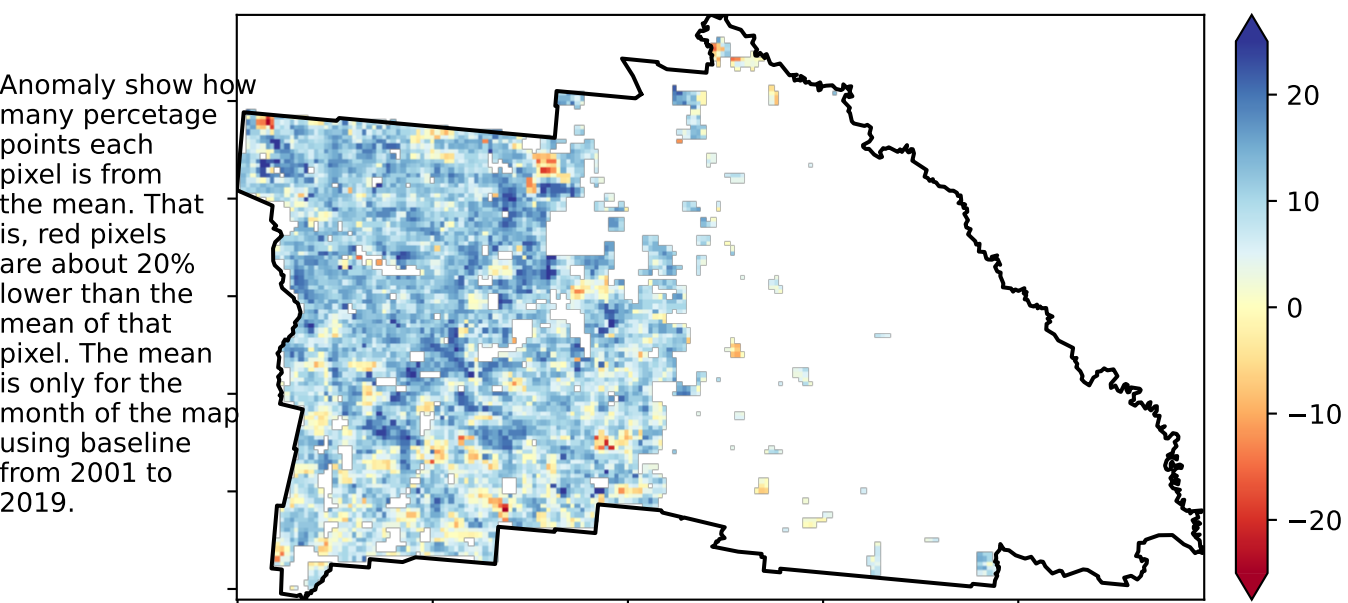 Anomaly show how
many percetage
points each
pixel is from
the mean. That
is, red pixels
are about 20%
lower than the
mean of that
pixel. The mean
is only for the
month of the map
using baseline
from 2001 to
2019.
20
10
0
−10
−20